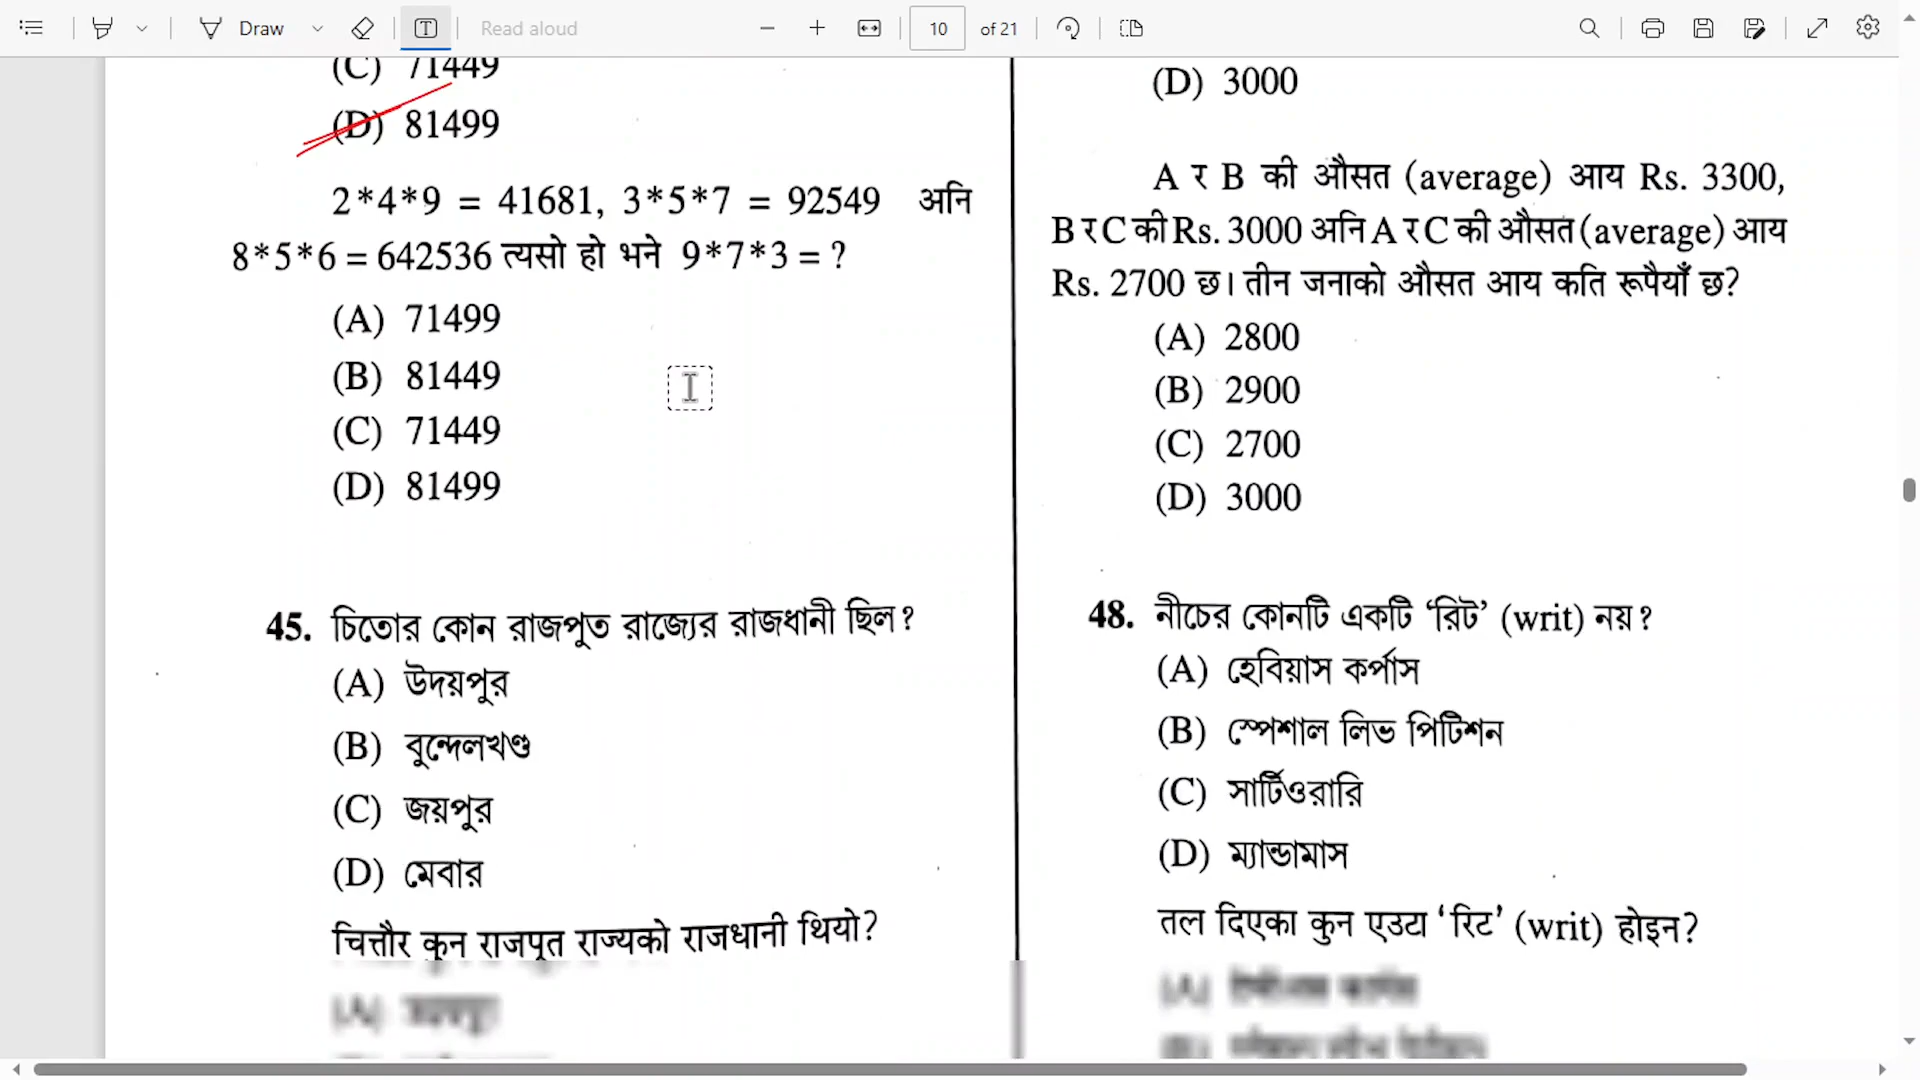 Draw
Read aloud
10
of 21
(C) 71449
(D) 81499
2*4*9 = 41681, 3*5*7 = 92549 अनि
8*5*6 = 642536 त्यसो हो भने 9*7*3 = ?
(A) 71499
(B) 81449
(C) 71449
(D) 81499
45. চিতোর কোন রাজপুত রাজ্যের রাজধানী ছিল?
(A) উদয়পুর
(B) বুন্দেলখণ্ড
(C) জয়পুর
(D) মেবার
चित्तौर कुन राजपूत राज्यको राजधानी थियो?
(D) 3000
A र B की औसत (average) आय Rs. 3300,
B र C की Rs. 3000 अनि A र C की औसत (average) आय
Rs. 2700 छ। तीन जनाको औसत आय कति रूपैयाँ छ?
(A) 2800
(B) 2900
(C) 2700
(D) 3000
48. নীচের কোনটি একটি ‘রিট’ (writ) নয়?
(A) হেবিয়াস কর্পাস
(B) স্পেশাল লিভ পিটিশন
(C) সার্টিওরারি
(D) ম্যান্ডামাস
तल दिएका कुन एउटा ‘रिट’ (writ) होइन?